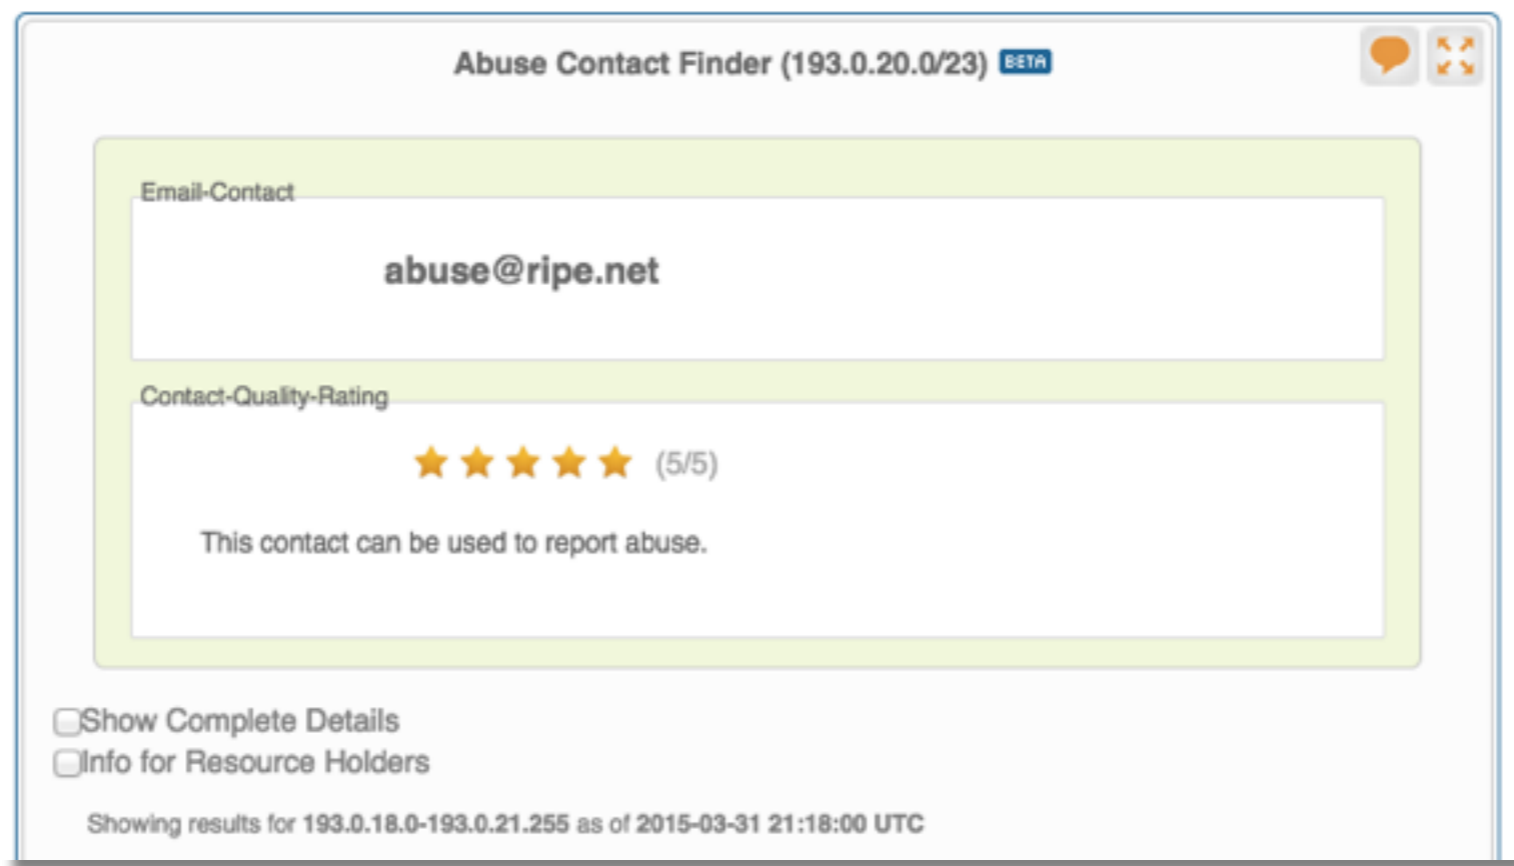 Abuse Contact Finder (193.0.20.0/23) BETA
Email-Contact
abuse@ripe.net
Contact-Quality-Rating
(5/5)
This contact can be used to report abuse.
Show Complete Details
Info for Resource Holders
Showing results for 193.0.18.0-193.0.21.255 as of 2015-03-31 21:18:00 UTC